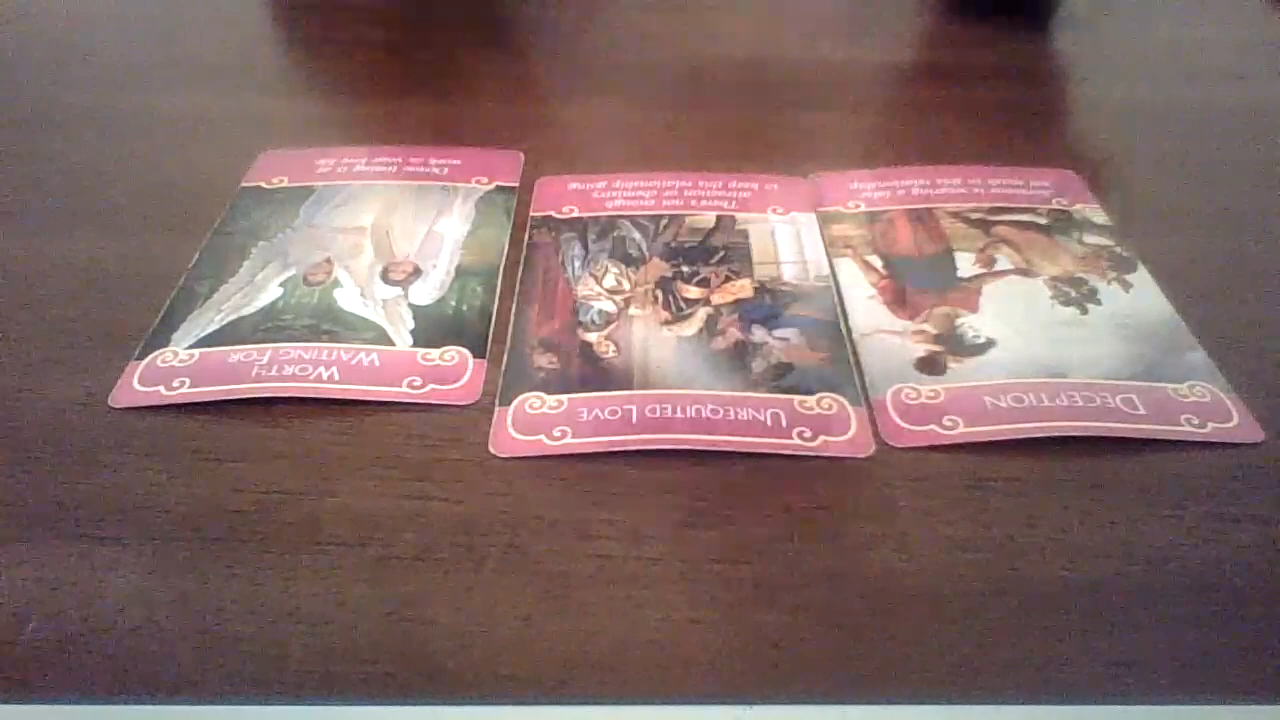 DECEPTION
Someone is wearing a false
mask in this relationship
UNREQUITED LOVE
There's not enough
attraction or chemistry
to keep this relationship going
WORTH
WAITING FOR
Divine timing is at
work in your love life